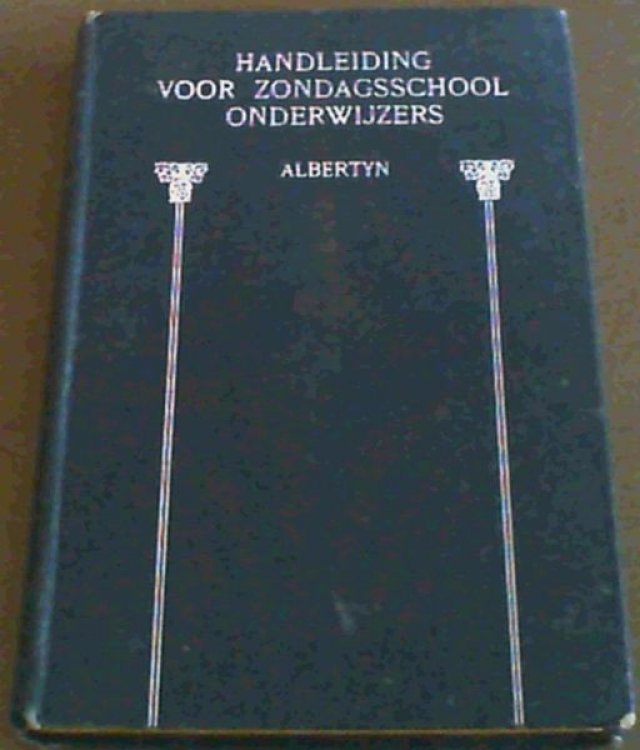 HANDLEIDING
VOOR ZONDAGSSCHOOL
ONDERWIJZERS
ALBERTYN